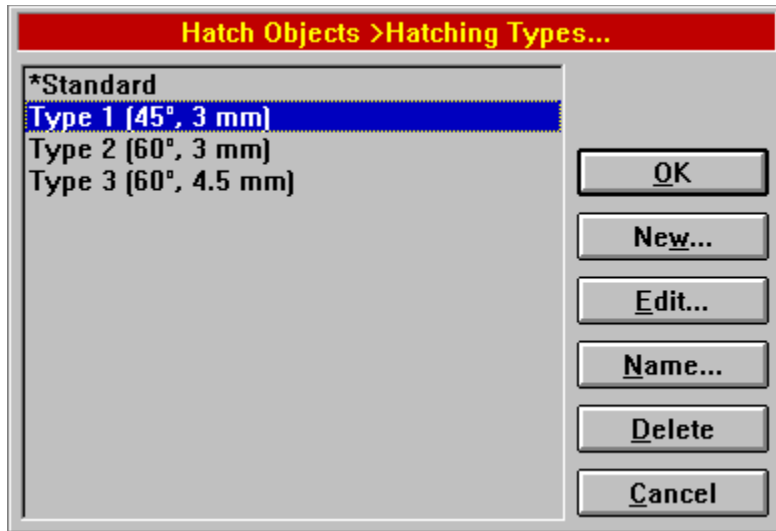 Hatch Objects >Hatching Types...
*Standard
Type 1 (45°, 3 mm)
Type 2 (60°, 3 mm)
Type 3 (60°, 4.5 mm)
OK
New...
Edit...
Name...
Delete
Cancel